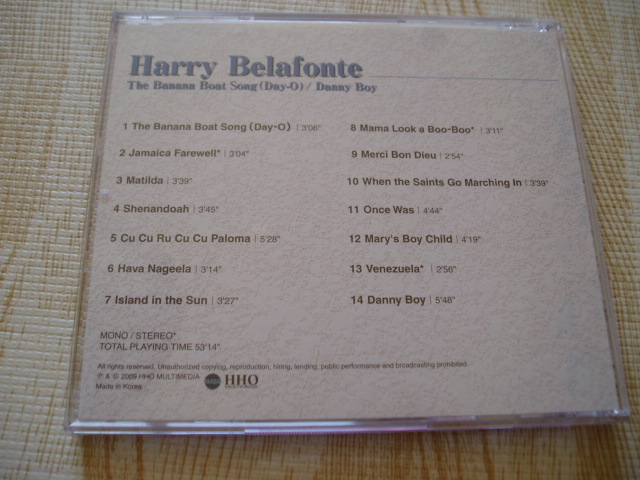 Harry Belafonte
The Banana Boat Song (Day-O) / Danny Boy
1 The Banana Boat Song (Day-O) | 3'06"
2 Jamaica Farewell* | 3'04"
3 Matilda | 3'39"
4 Shenandoah | 3'45"
5 Cu Cu Ru Cu Cu Paloma | 5'28"
6 Hava Nageela | 3'14"
7 Island in the Sun | 3'27"
8 Mama Look a Boo-Boo* | 3'11"
9 Merci Bon Dieu | 2'54"
10 When the Saints Go Marching In | 3'39"
11 Once Was | 4'44"
12 Mary's Boy Child | 4'19"
13 Venezuela* | 2'56"
14 Danny Boy | 5'48"
MONO / STEREO*
TOTAL PLAYING TIME 53'14"
All rights reserved. Unauthorized copying, reproduction, hiring, lending, public performance and broadcasting prohibited.
℗ & © 2009 HHO MULTIMEDIA
Made in Korea
HHO